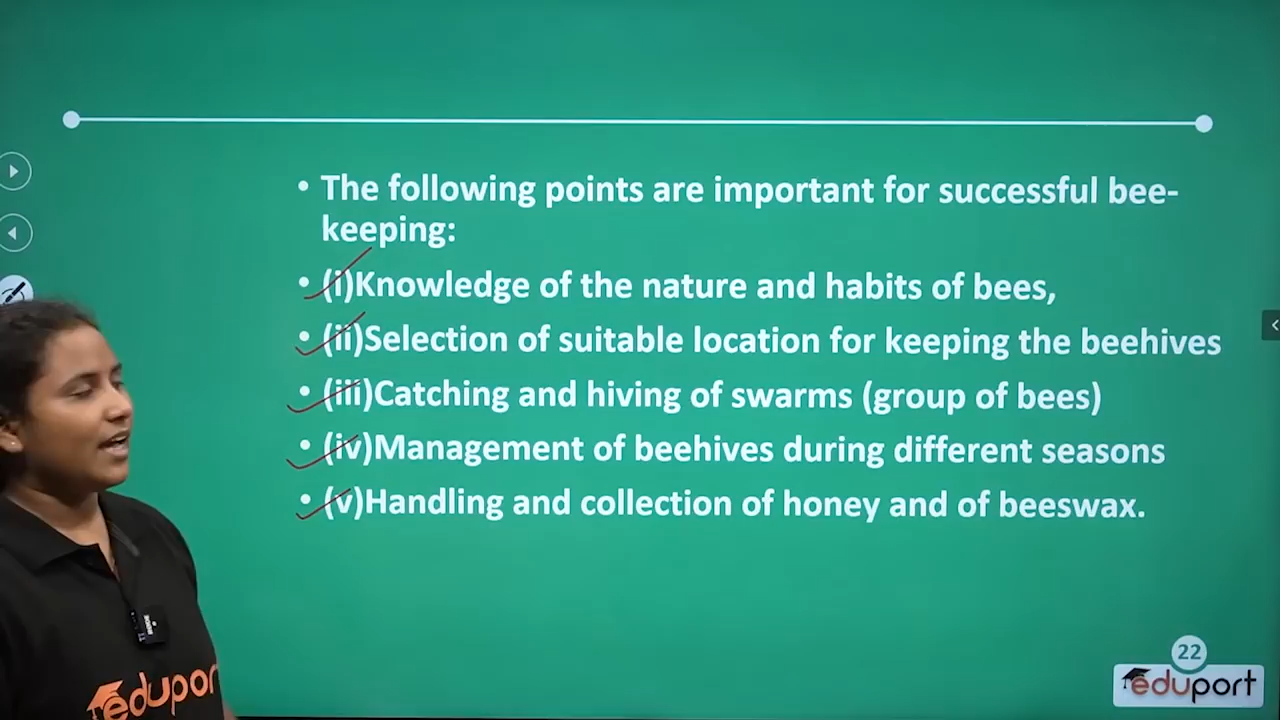 • The following points are important for successful bee-
keeping:
• (i)Knowledge of the nature and habits of bees,
• (ii)Selection of suitable location for keeping the beehives
• (iii)Catching and hiving of swarms (group of bees)
• (iv)Management of beehives during different seasons
• (v)Handling and collection of honey and of beeswax.
22
eduport
edupor